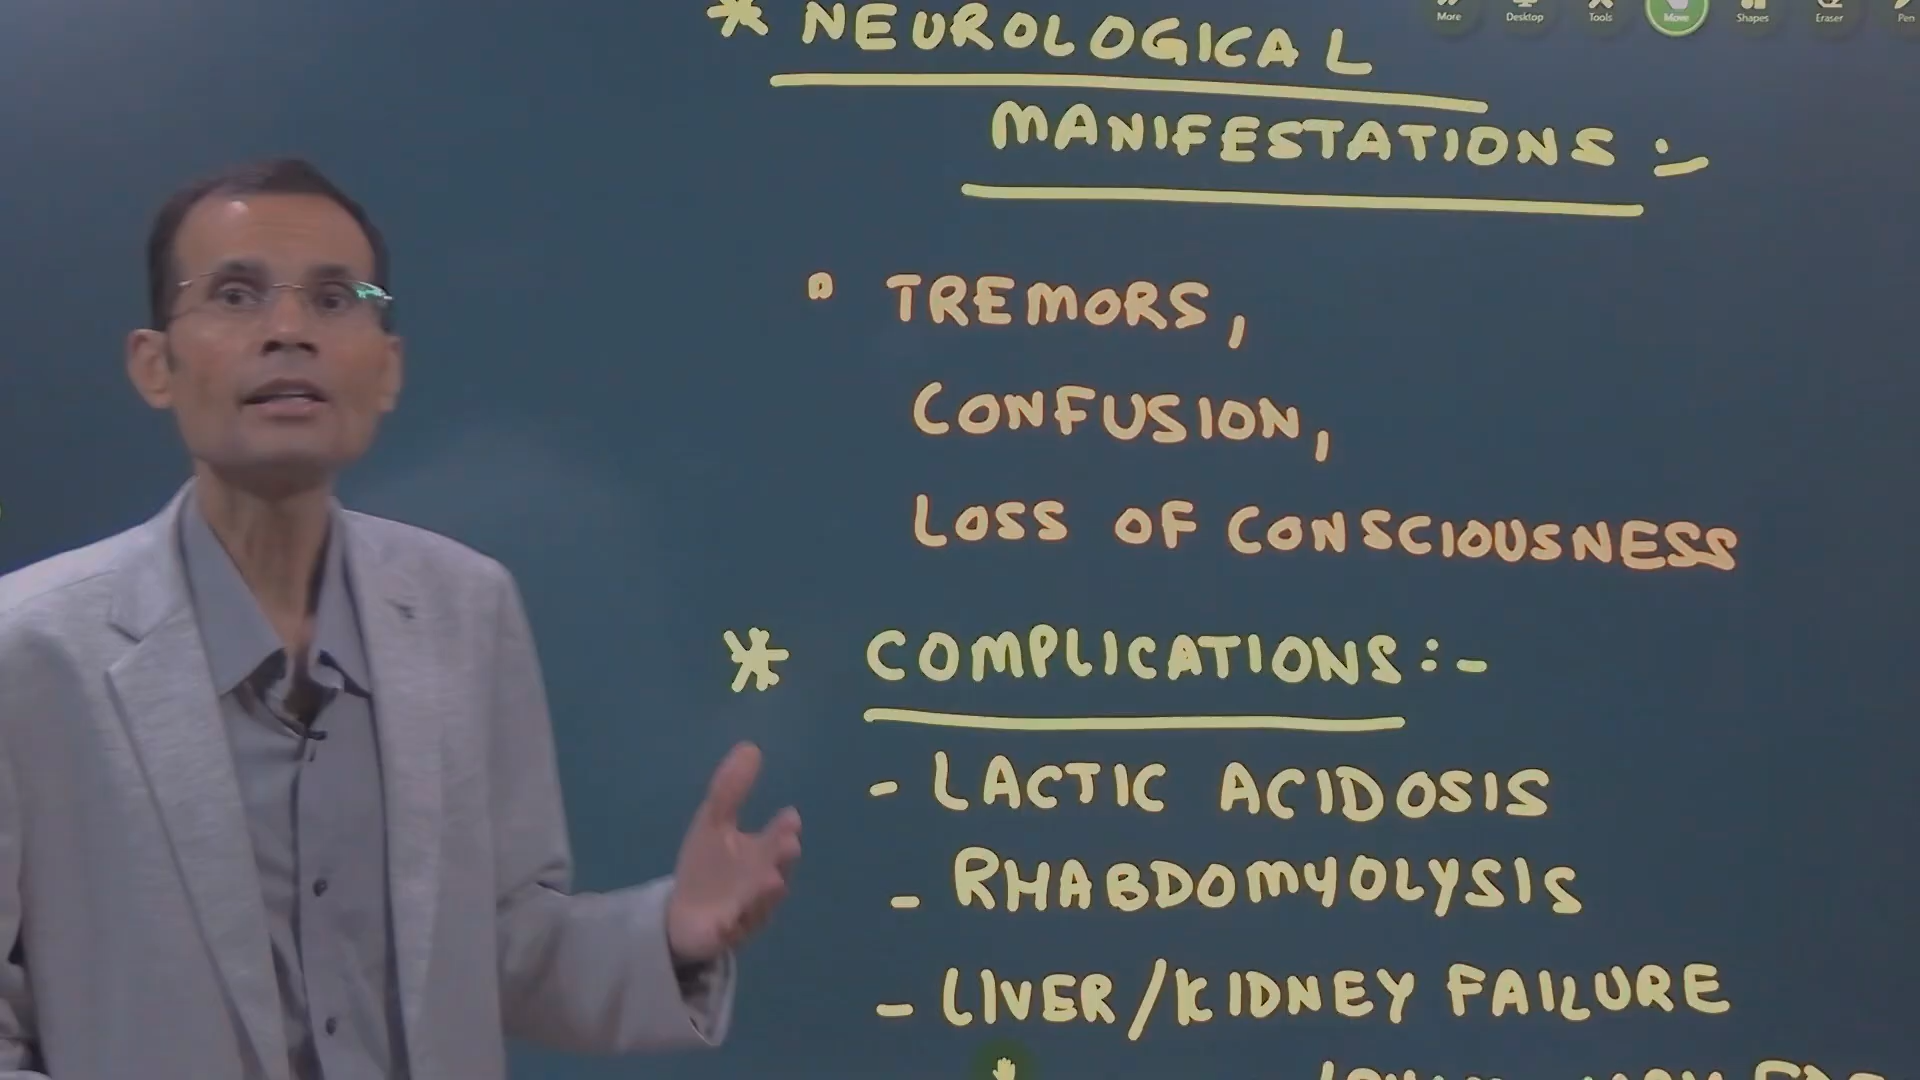 More Desktop Tools Move Shapes Eraser Pen
* NEUROLOGICAL
MANIFESTATIONS :-
TREMORS,
CONFUSION,
LOSS OF CONSCIOUSNESS
* COMPLICATIONS :-
- LACTIC ACIDOSIS
- RHABDOMYOLYSIS
- LIVER/KIDNEY FAILURE